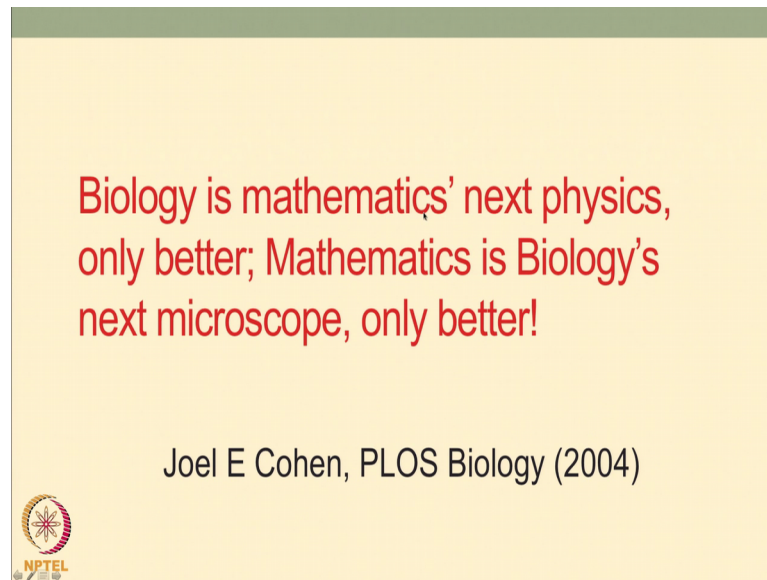 Biology is mathematics’ next physics,
only better; Mathematics is Biology’s
next microscope, only better!
Joel E Cohen, PLOS Biology (2004)
NPTEL